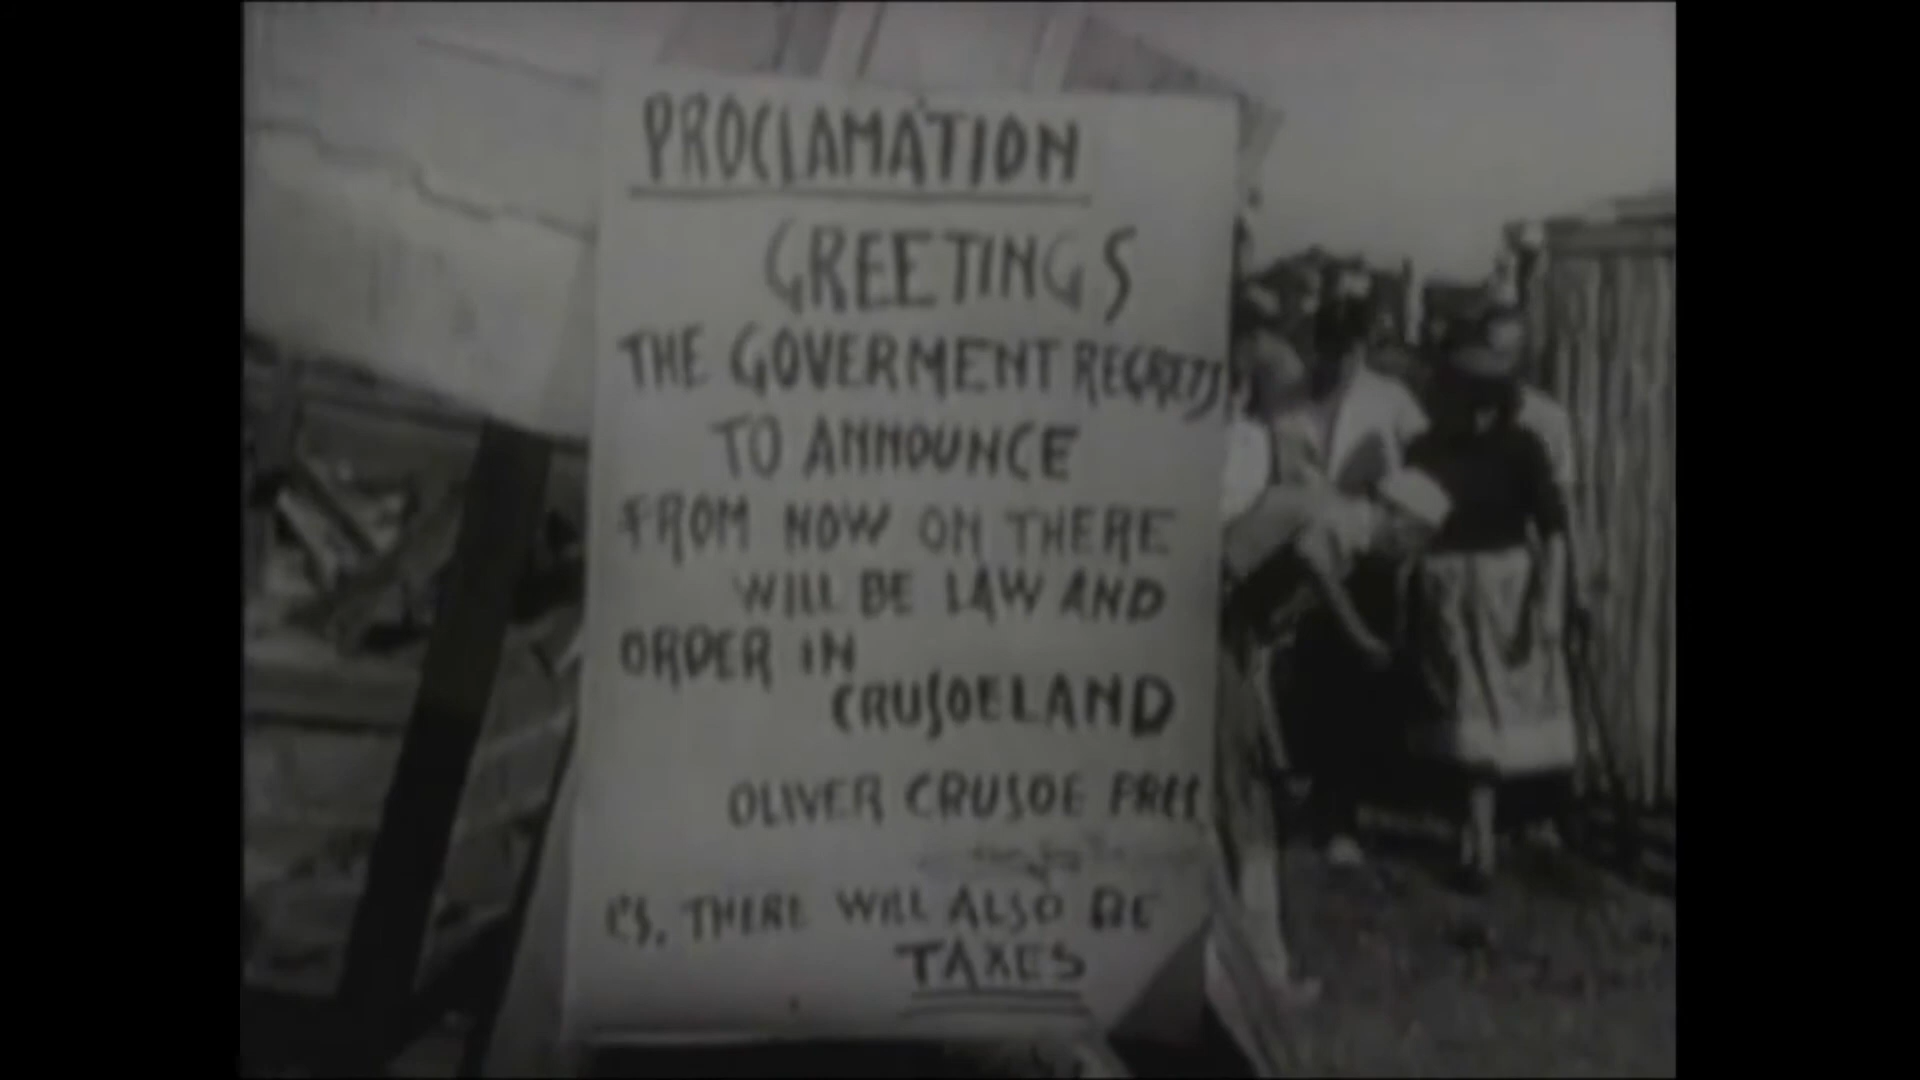 PROCLAMATION
GREETINGS
THE GOVERMENT REGRETS
TO ANNOUNCE
FROM NOW ON THERE
WILL BE LAW AND
ORDER IN
CRUSOELAND
OLIVER CRUSOE PRES
THERE WILL ALSO BE
TAXES